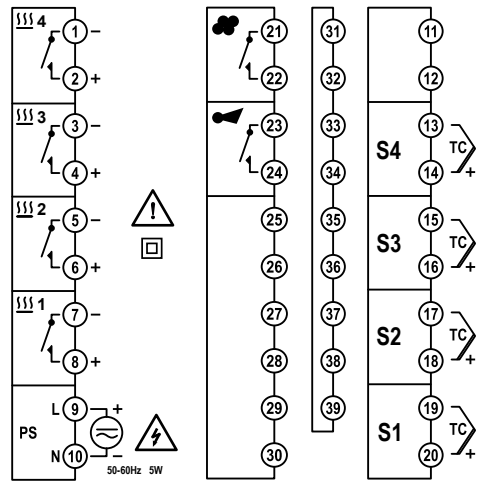 4 1 −
2 +
3 3 −
4 +
2 5 −
6 +
1 7 −
8 +
PS L 9 +
N 10 −
50-60Hz 5W
21
22
23
24
25
26
27
28
29
30
31
32
33
34
35
36
37
38
39
11
12
S4 13 − TC
14 +
S3 15 − TC
16 +
S2 17 − TC
18 +
S1 19 − TC
20 +